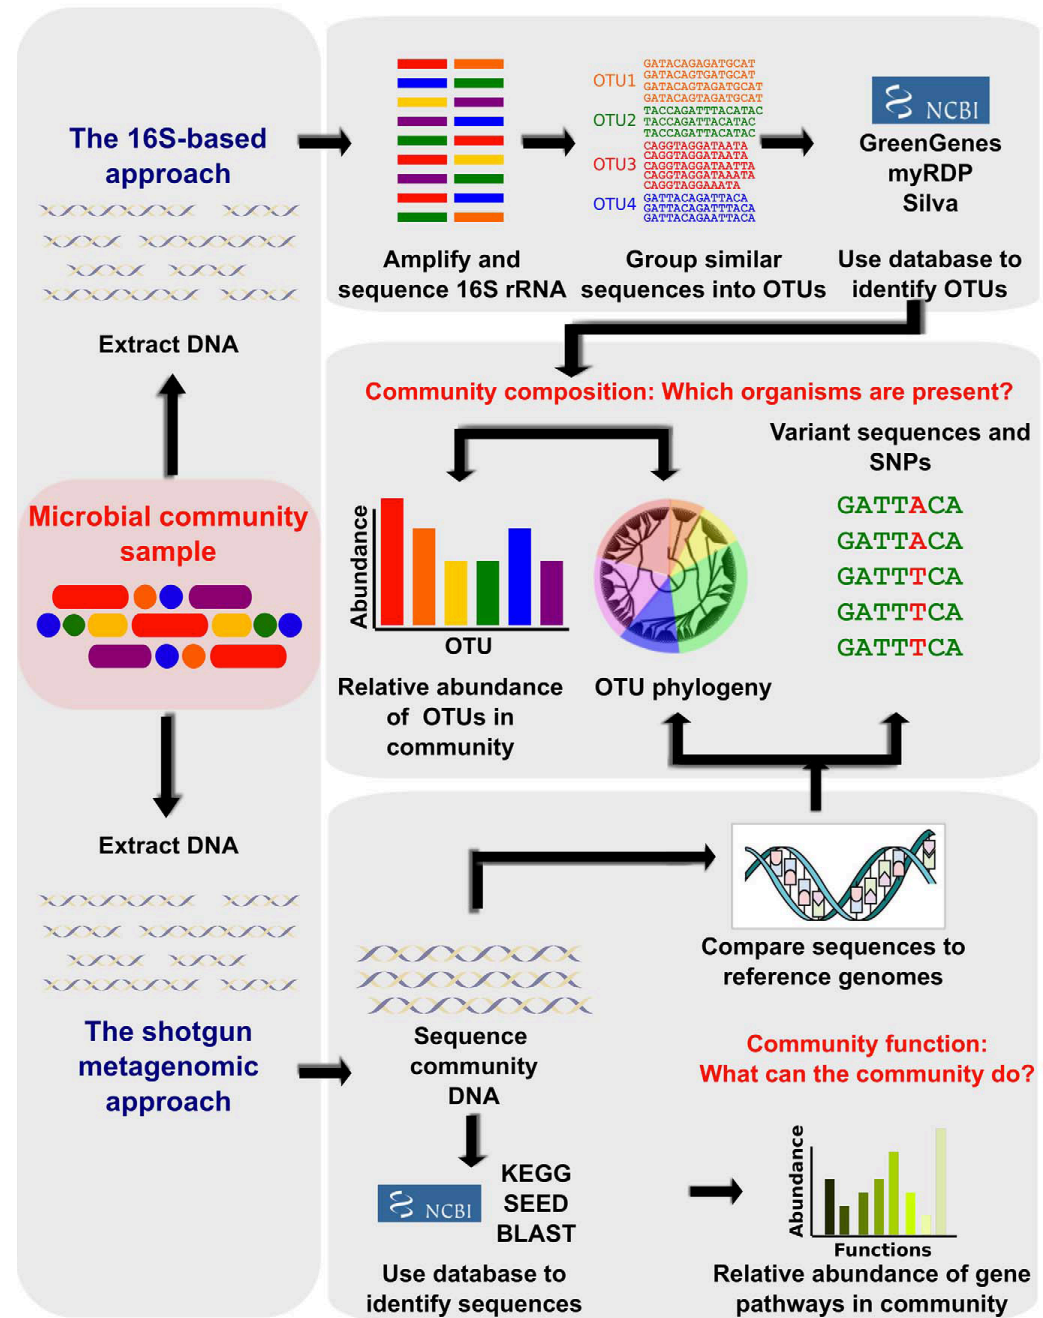 The 16S-based
approach
Extract DNA
Microbial community
sample
Extract DNA
The shotgun
metagenomic
approach
Amplify and
sequence 16S rRNA
OTU1
GATACAGAGATGCAT
GATACAGTGATGCAT
GATACAGTAGATGCAT
GATACAGTAGATGCAT
OTU2
TACCAGATTTACATAC
TACCAGATTACATAC
TACCAGATTACATAC
OTU3
CAGGTAGGATAATA
CAGGTAGGATAATA
CAGGTAGGATAATTA
CAGGTAGGATAAATA
CAGGTAGGAAATA
OTU4
GATTACAGATTACA
GATTACAGATTTACA
GATTACAGAATTACA
Group similar
sequences into OTUs
NCBI
GreenGenes
myRDP
Silva
Use database to
identify OTUs
Community composition: Which organisms are present?
Abundance
OTU
Relative abundance
of OTUs in
community
OTU phylogeny
Variant sequences and
SNPs
GATTACA
GATTACA
GATTTCA
GATTTCA
GATTTCA
Compare sequences to
reference genomes
Sequence
community
DNA
NCBI
KEGG
SEED
BLAST
Use database to
identify sequences
Community function:
What can the community do?
Abundance
Functions
Relative abundance of gene
pathways in community